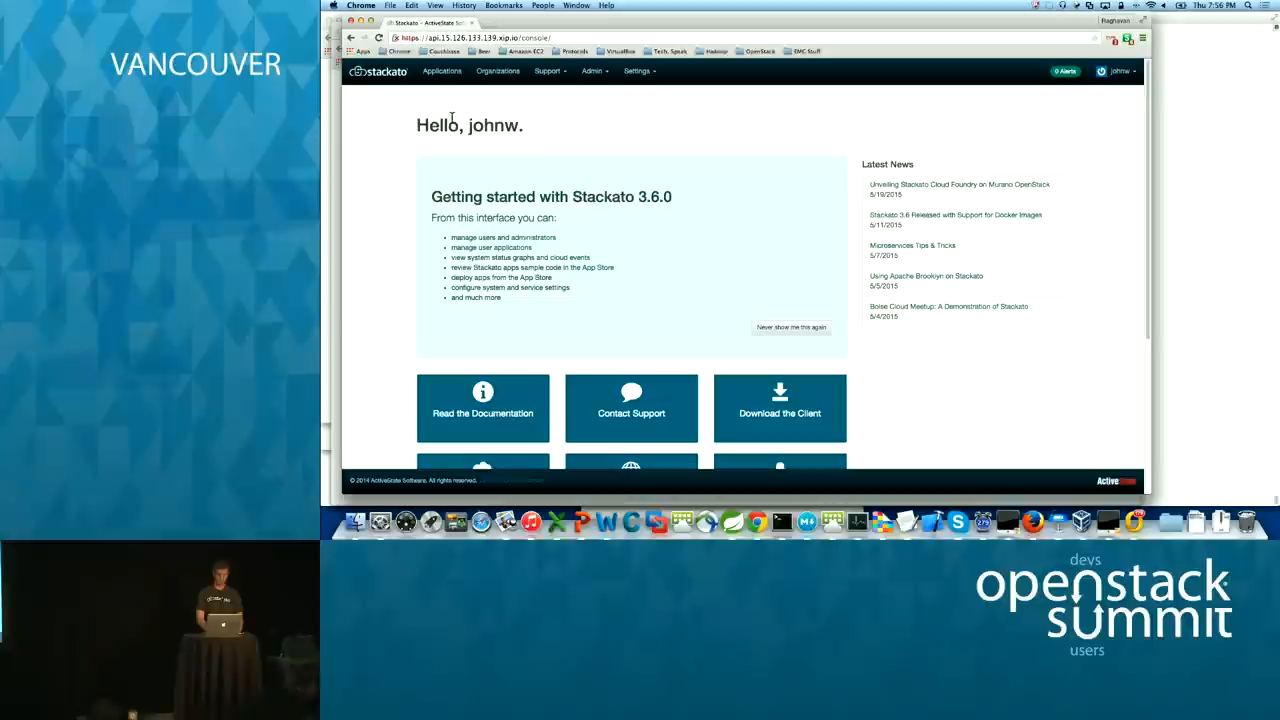 VANCOUVER
Chrome File Edit View History Bookmarks People Window Help
Thu 7:56 PM
Stackato - ActiveState Sof
Raghavan
https://api.15.126.133.139.xip.io/console/
Apps Chrome Couchbase Beer Amazon EC2 Protocols VirtualBox Tech. Speak Hadoop OpenStack EMC Stuff
stackato Applications Organizations Support Admin Settings 0 Alerts johnw
Hello, johnw.
Getting started with Stackato 3.6.0
From this interface you can:
manage users and administrators
manage user applications
view system status graphs and cloud events
review Stackato apps sample code in the App Store
deploy apps from the App Store
configure system and service settings
and much more
Never show me this again
Latest News
Unveiling Stackato Cloud Foundry on Murano OpenStack
5/19/2015
Stackato 3.6 Released with Support for Docker Images
5/11/2015
Microservices Tips & Tricks
5/7/2015
Using Apache Brooklyn on Stackato
5/5/2015
Boise Cloud Meetup: A Demonstration of Stackato
5/4/2015
Read the Documentation
Contact Support
Download the Client
© 2014 ActiveState Software. All rights reserved.
Active
devs
openstack
summit
users